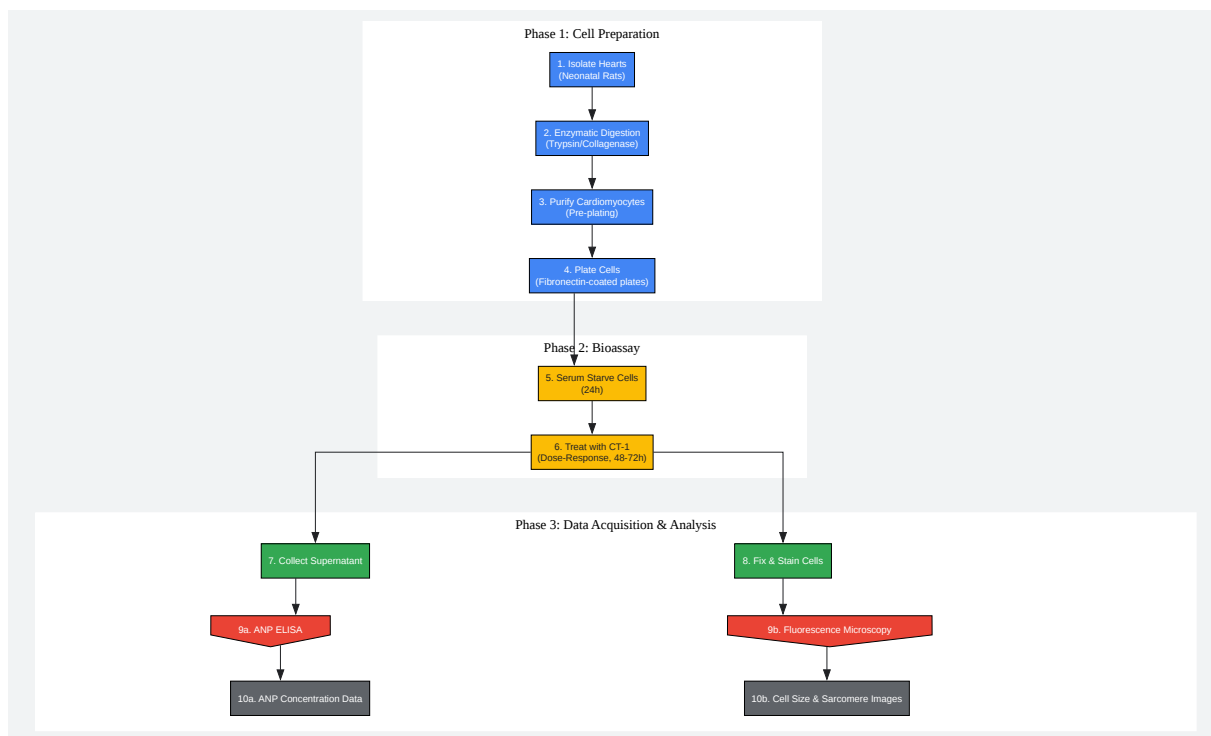 Phase 1: Cell Preparation
1. Isolate Hearts
(Neonatal Rats)
2. Enzymatic Digestion
(Trypsin/Collagenase)
3. Purify Cardiomyocytes
(Pre-plating)
4. Plate Cells
(Fibronectin-coated plates)
Phase 2: Bioassay
5. Serum Starve Cells
(24h)
6. Treat with CT-1
(Dose-Response, 48-72h)
Phase 3: Data Acquisition & Analysis
7. Collect Supernatant
8. Fix & Stain Cells
9a. ANP ELISA
9b. Fluorescence Microscopy
10a. ANP Concentration Data
10b. Cell Size & Sarcomere Images